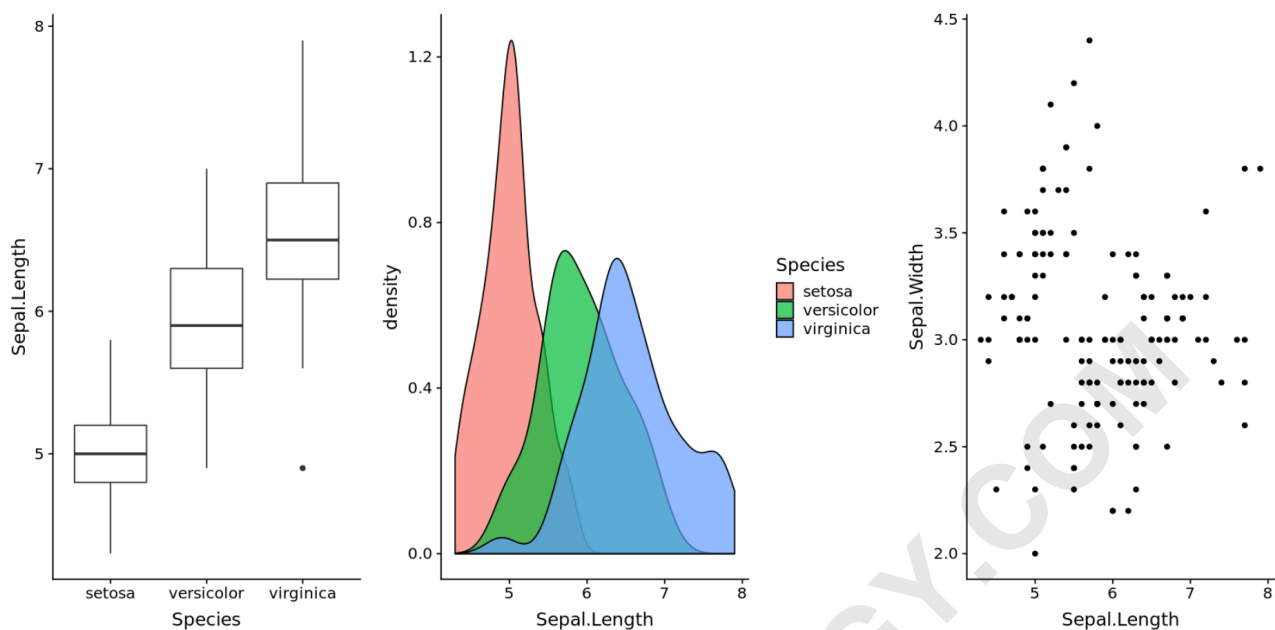 8
7
6
5
Sepal.Length
setosa
versicolor
virginica
Species
1.2
0.8
0.4
0.0
density
5
6
7
8
Sepal.Length
Species
setosa
versicolor
virginica
4.5
4.0
3.5
3.0
2.5
2.0
Sepal.Width
5
6
7
8
Sepal.Length
GY.COM